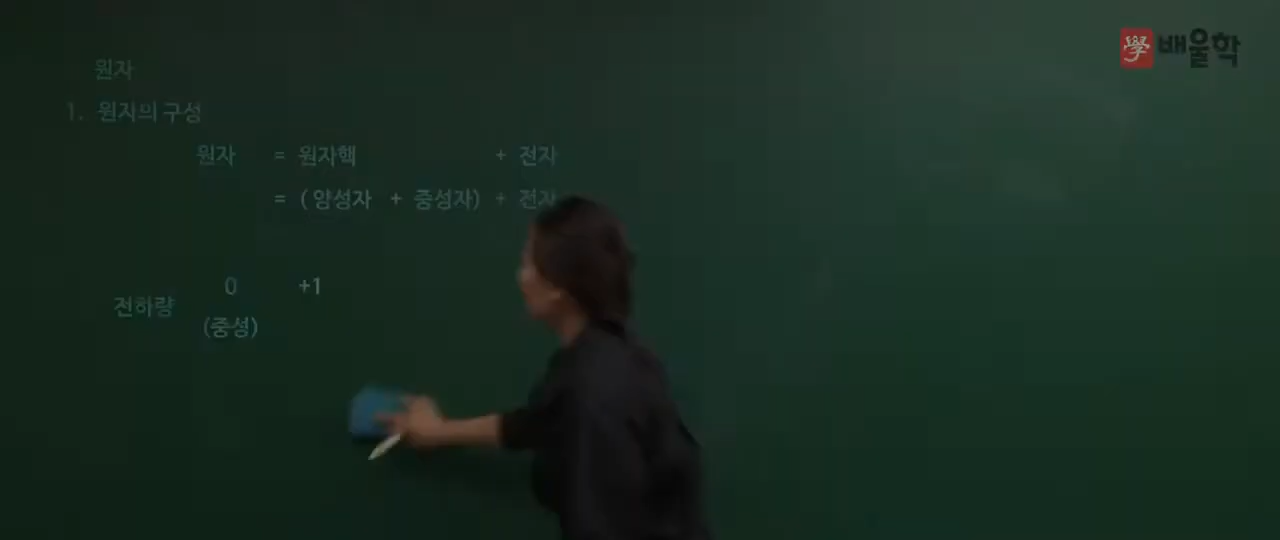 學 배울학
원자
1. 원자의 구성
원자 = 원자핵 + 전자
= (양성자 + 중성자) + 전자
0 +1
전하량
(중성)